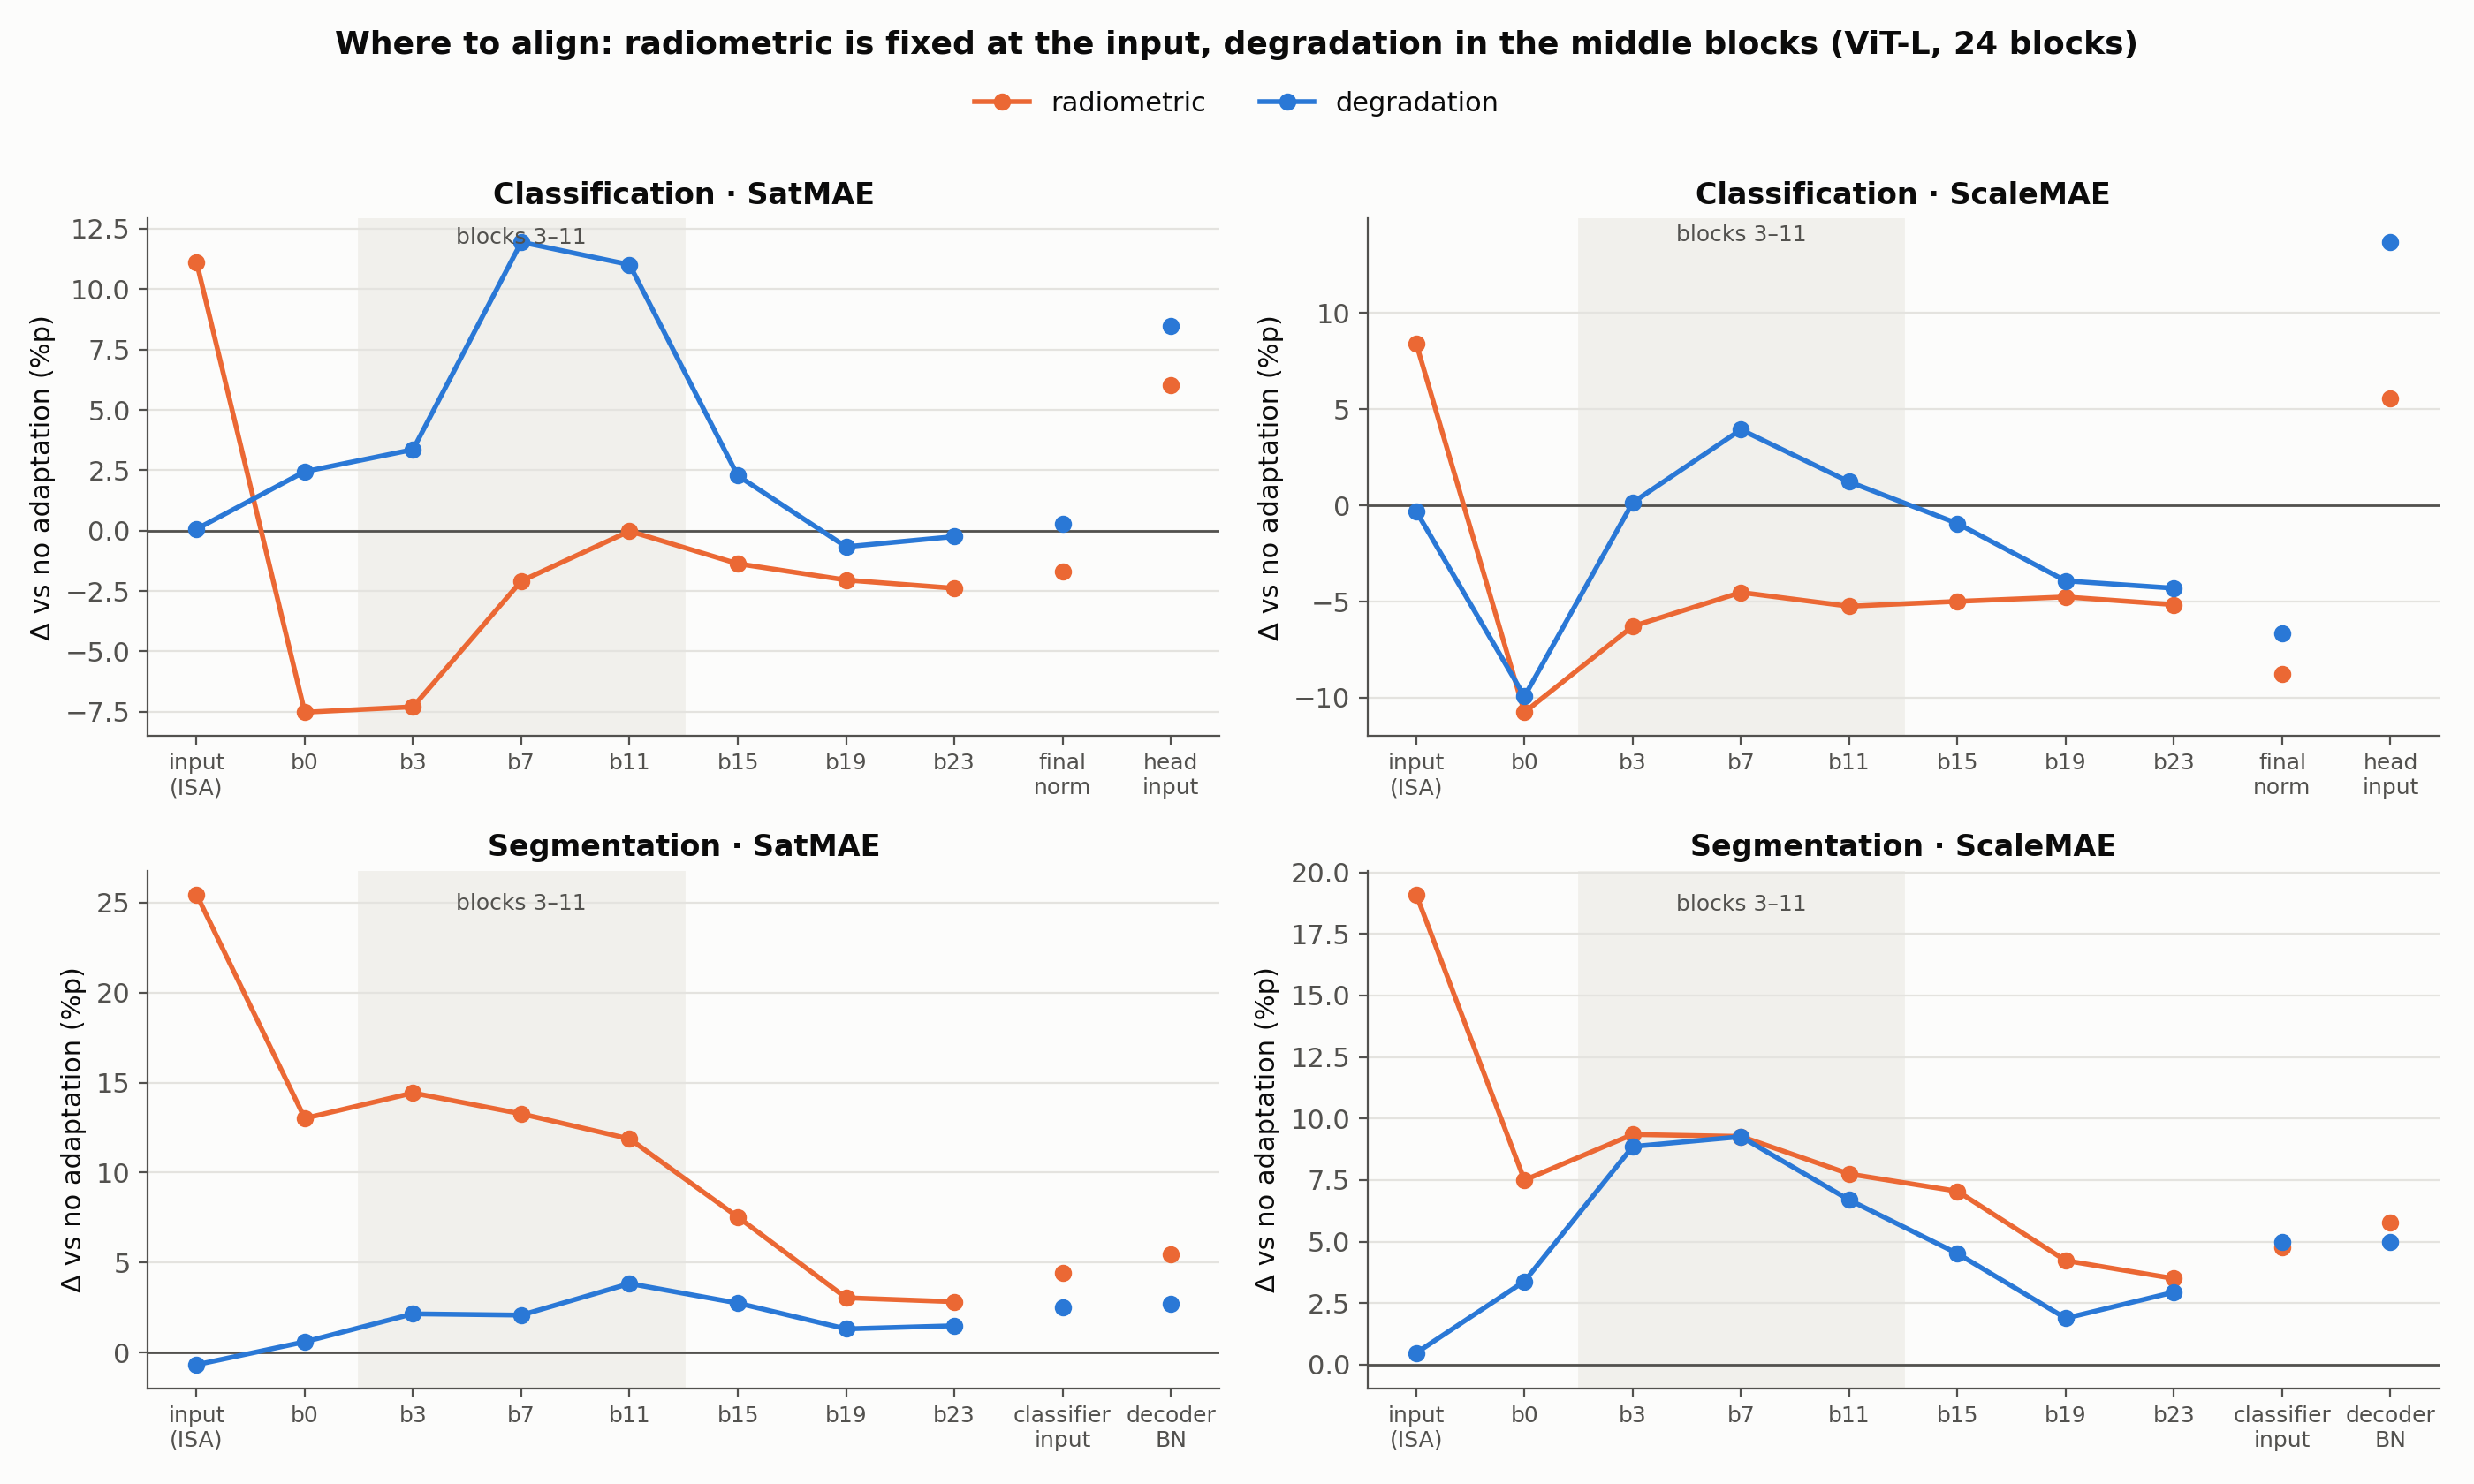 Where to align: radiometric is fixed at the input, degradation in the middle blocks (ViT-L, 24 blocks)
radiometric degradation
Classification · SatMAE
Δ vs no adaptation (%p)
12.5
10.0
7.5
5.0
2.5
0.0
−2.5
−5.0
−7.5
blocks 3–11
input b0 b3 b7 b11 b15 b19 b23 final head
(ISA) norm input
Classification · ScaleMAE
Δ vs no adaptation (%p)
10
5
0
−5
−10
blocks 3–11
input b0 b3 b7 b11 b15 b19 b23 final head
(ISA) norm input
Segmentation · SatMAE
Δ vs no adaptation (%p)
25
20
15
10
5
0
blocks 3–11
input b0 b3 b7 b11 b15 b19 b23 classifier decoder
(ISA) input BN
Segmentation · ScaleMAE
Δ vs no adaptation (%p)
20.0
17.5
15.0
12.5
10.0
7.5
5.0
2.5
0.0
blocks 3–11
input b0 b3 b7 b11 b15 b19 b23 classifier decoder
(ISA) input BN